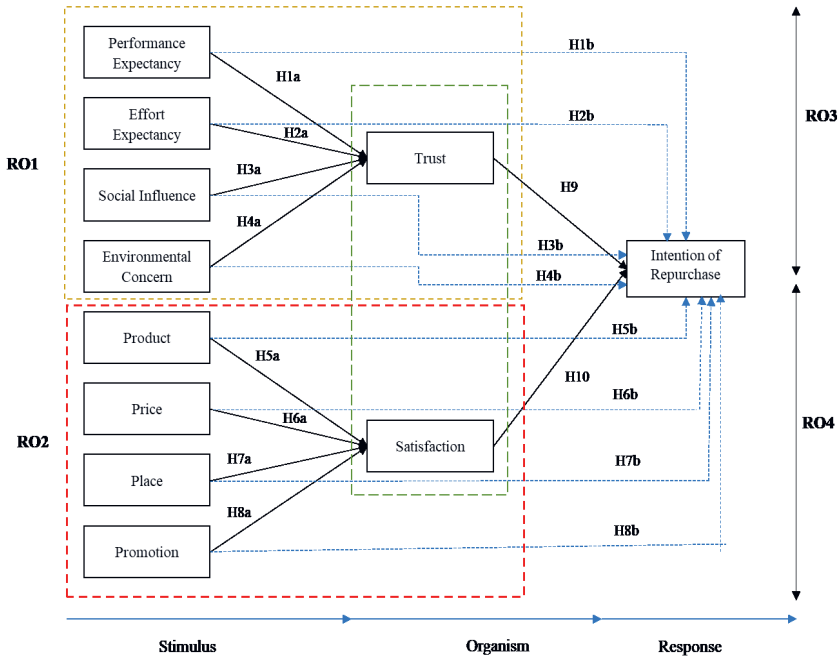 Performance
Expectancy
H1b
H1a
RO3
Effort
Expectancy
H2b
H2a
Trust
RO1
H3a
Social Influence
H9
H4a
H3b
Environmental
Concern
Intention of
Repurchase
H4b
Product
H5b
H5a
H10
Price
H6b
H6a
RO4
RO2
Satisfaction
H7a
H7b
Place
H8a
H8b
Promotion
Stimulus
Organism
Response